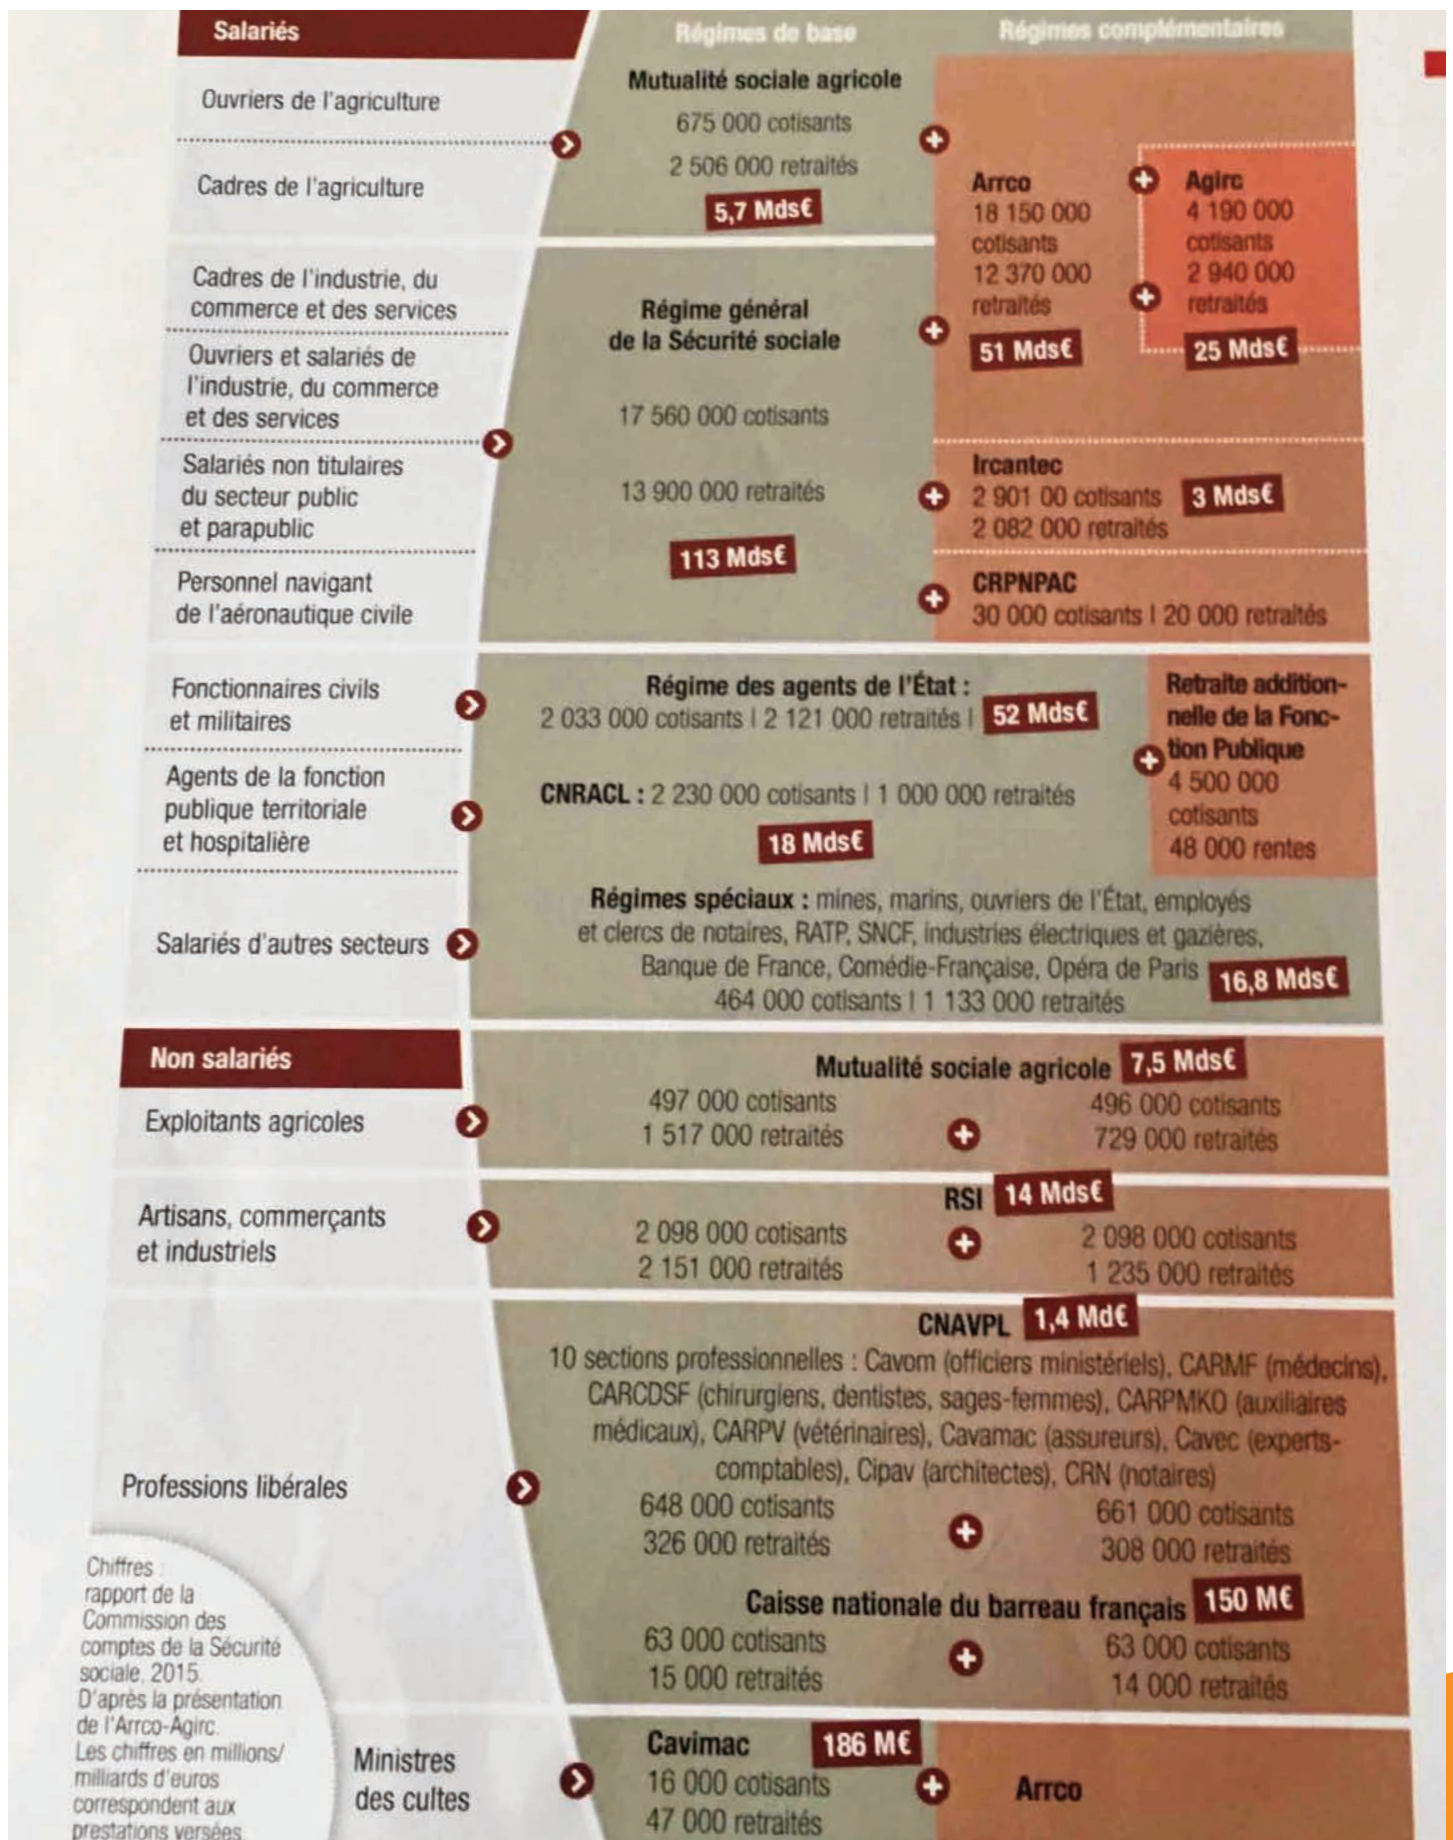 Salariés
Régimes de base
Régimes complémentaires
Ouvriers de l'agriculture
Cadres de l'agriculture
Mutualité sociale agricole
675 000 cotisants
2 506 000 retraités
5,7 Mds€
Arrco
18 150 000
cotisants
12 370 000
retraités
51 Mds€
Agirc
4 190 000
cotisants
2 940 000
retraités
25 Mds€
Cadres de l'industrie, du
commerce et des services
Ouvriers et salariés de
l'industrie, du commerce
et des services
Salariés non titulaires
du secteur public
et parapublic
Personnel navigant
de l'aéronautique civile
Régime général
de la Sécurité sociale
17 560 000 cotisants
13 900 000 retraités
113 Mds€
Ircantec
2 901 00 cotisants
2 082 000 retraités
3 Mds€
CRPNPAC
30 000 cotisants | 20 000 retraités
Fonctionnaires civils
et militaires
Régime des agents de l'État :
2 033 000 cotisants | 2 121 000 retraités | 52 Mds€
Agents de la fonction
publique territoriale
et hospitalière
CNRACL : 2 230 000 cotisants | 1 000 000 retraités
18 Mds€
Retraite addition-
nelle de la Fonc-
tion Publique
4 500 000
cotisants
48 000 rentes
Salariés d'autres secteurs
Régimes spéciaux : mines, marins, ouvriers de l'État, employés
et clercs de notaires, RATP, SNCF, industries électriques et gazières,
Banque de France, Comédie-Française, Opéra de Paris
464 000 cotisants | 1 133 000 retraités
16,8 Mds€
Non salariés
Exploitants agricoles
Mutualité sociale agricole 7,5 Mds€
497 000 cotisants
1 517 000 retraités
496 000 cotisants
729 000 retraités
Artisans, commerçants
et industriels
RSI 14 Mds€
2 098 000 cotisants
2 151 000 retraités
2 098 000 cotisants
1 235 000 retraités
Professions libérales
CNAVPL 1,4 Md€
10 sections professionnelles : Cavom (officiers ministériels), CARMF (médecins),
CARCDSF (chirurgiens, dentistes, sages-femmes), CARPMKO (auxiliaires
médicaux), CARPV (vétérinaires), Cavamac (assureurs), Cavec (experts-
comptables), Cipav (architectes), CRN (notaires)
648 000 cotisants
326 000 retraités
661 000 cotisants
308 000 retraités
Caisse nationale du barreau français 150 M€
63 000 cotisants
15 000 retraités
63 000 cotisants
14 000 retraités
Ministres
des cultes
Cavimac 186 M€
16 000 cotisants
47 000 retraités
Arrco
Chiffres :
rapport de la
Commission des
comptes de la Sécurité
sociale, 2015.
D'après la présentation
de l'Arrco-Agirc.
Les chiffres en millions/
milliards d'euros
correspondent aux
prestations versées